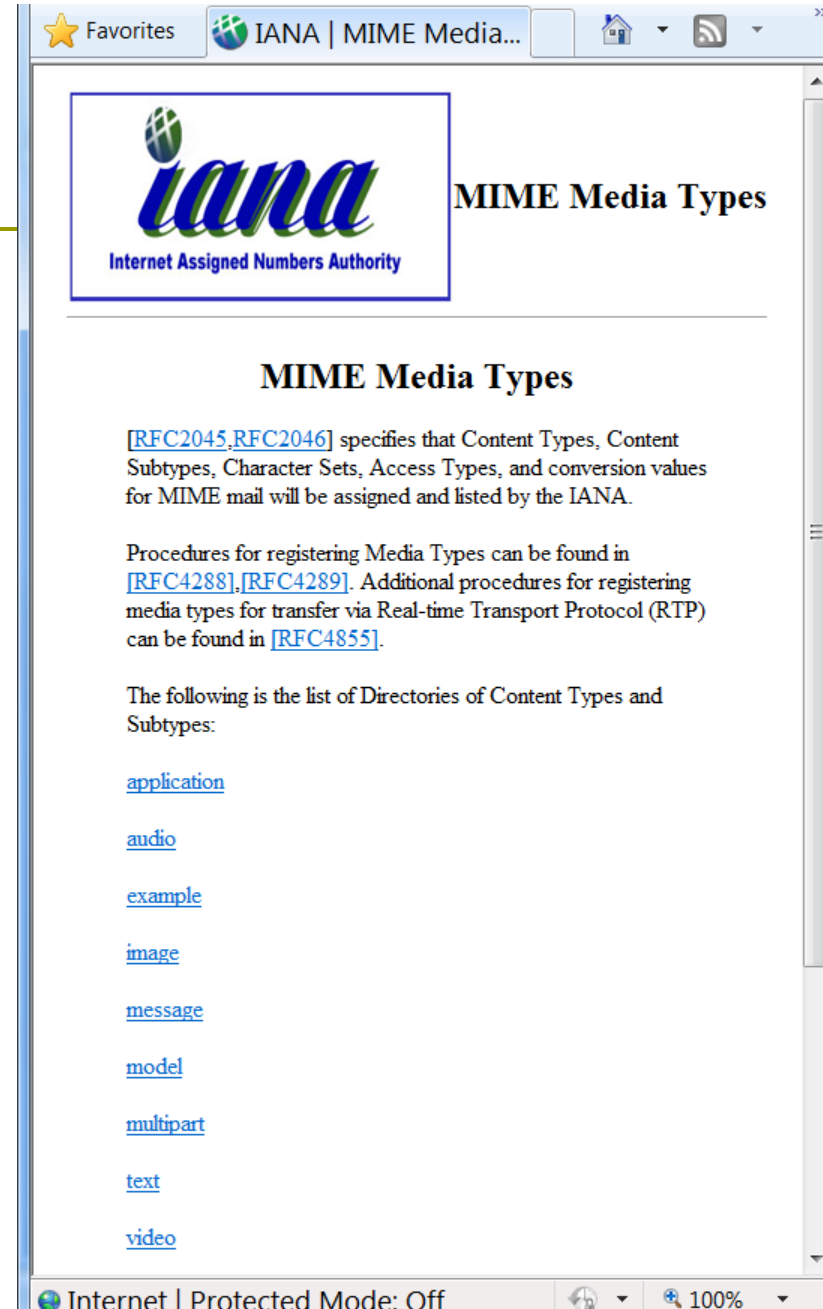 Favorites
IANA | MIME Media...
»
iana
Internet Assigned Numbers Authority
MIME Media Types
MIME Media Types
[RFC2045,RFC2046] specifies that Content Types, Content
Subtypes, Character Sets, Access Types, and conversion values
for MIME mail will be assigned and listed by the IANA.
Procedures for registering Media Types can be found in
[RFC4288],[RFC4289]. Additional procedures for registering
media types for transfer via Real-time Transport Protocol (RTP)
can be found in [RFC4855].
The following is the list of Directories of Content Types and
Subtypes:
application
audio
example
image
message
model
multipart
text
video
Internet | Protected Mode: Off
100%